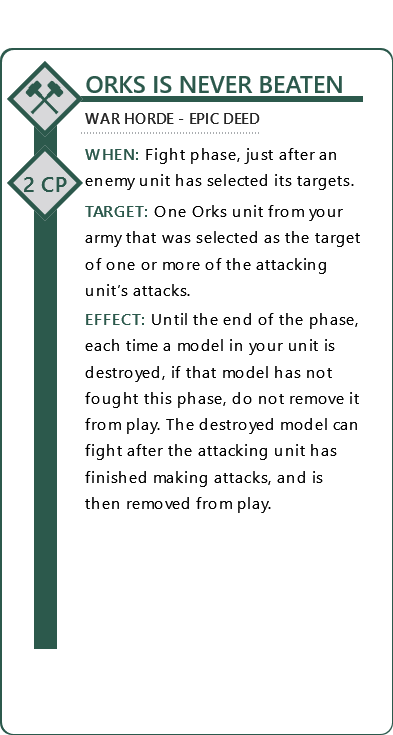 ORKS IS NEVER BEATEN
WAR HORDE - EPIC DEED
WHEN: Fight phase, just after an
2 CP
enemy unit has selected its targets.
TARGET: One Orks unit from your
army that was selected as the target
of one or more of the attacking
unit’s attacks.
EFFECT: Until the end of the phase,
each time a model in your unit is
destroyed, if that model has not
fought this phase, do not remove it
from play. The destroyed model can
fight after the attacking unit has
finished making attacks, and is
then removed from play.